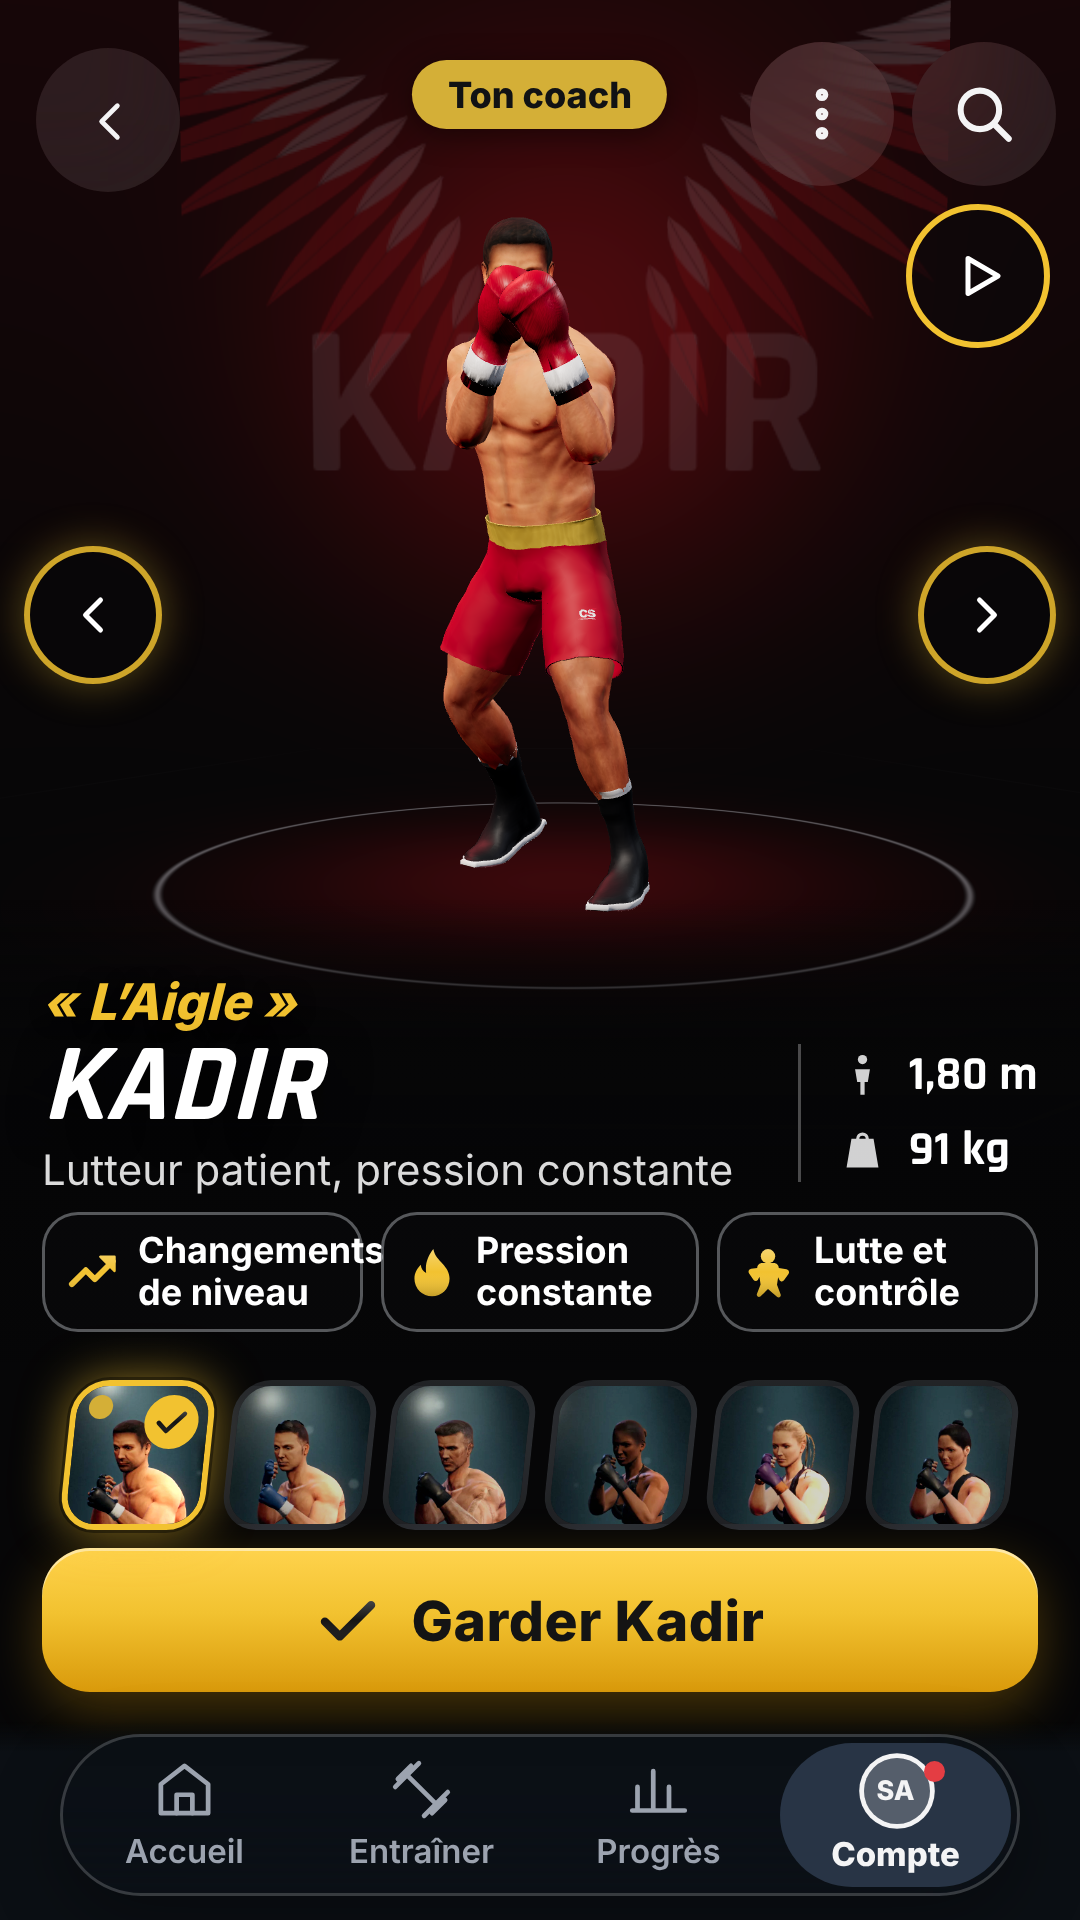 Ton coach
KADIR
CS
« L'Aigle »
KADIR
1,80 m
Lutteur patient, pression constante
91 kg
Changements
de niveau
Pression
constante
Lutte et
contrôle
Garder Kadir
SA
Accueil
Entraîner
Progrès
Compte